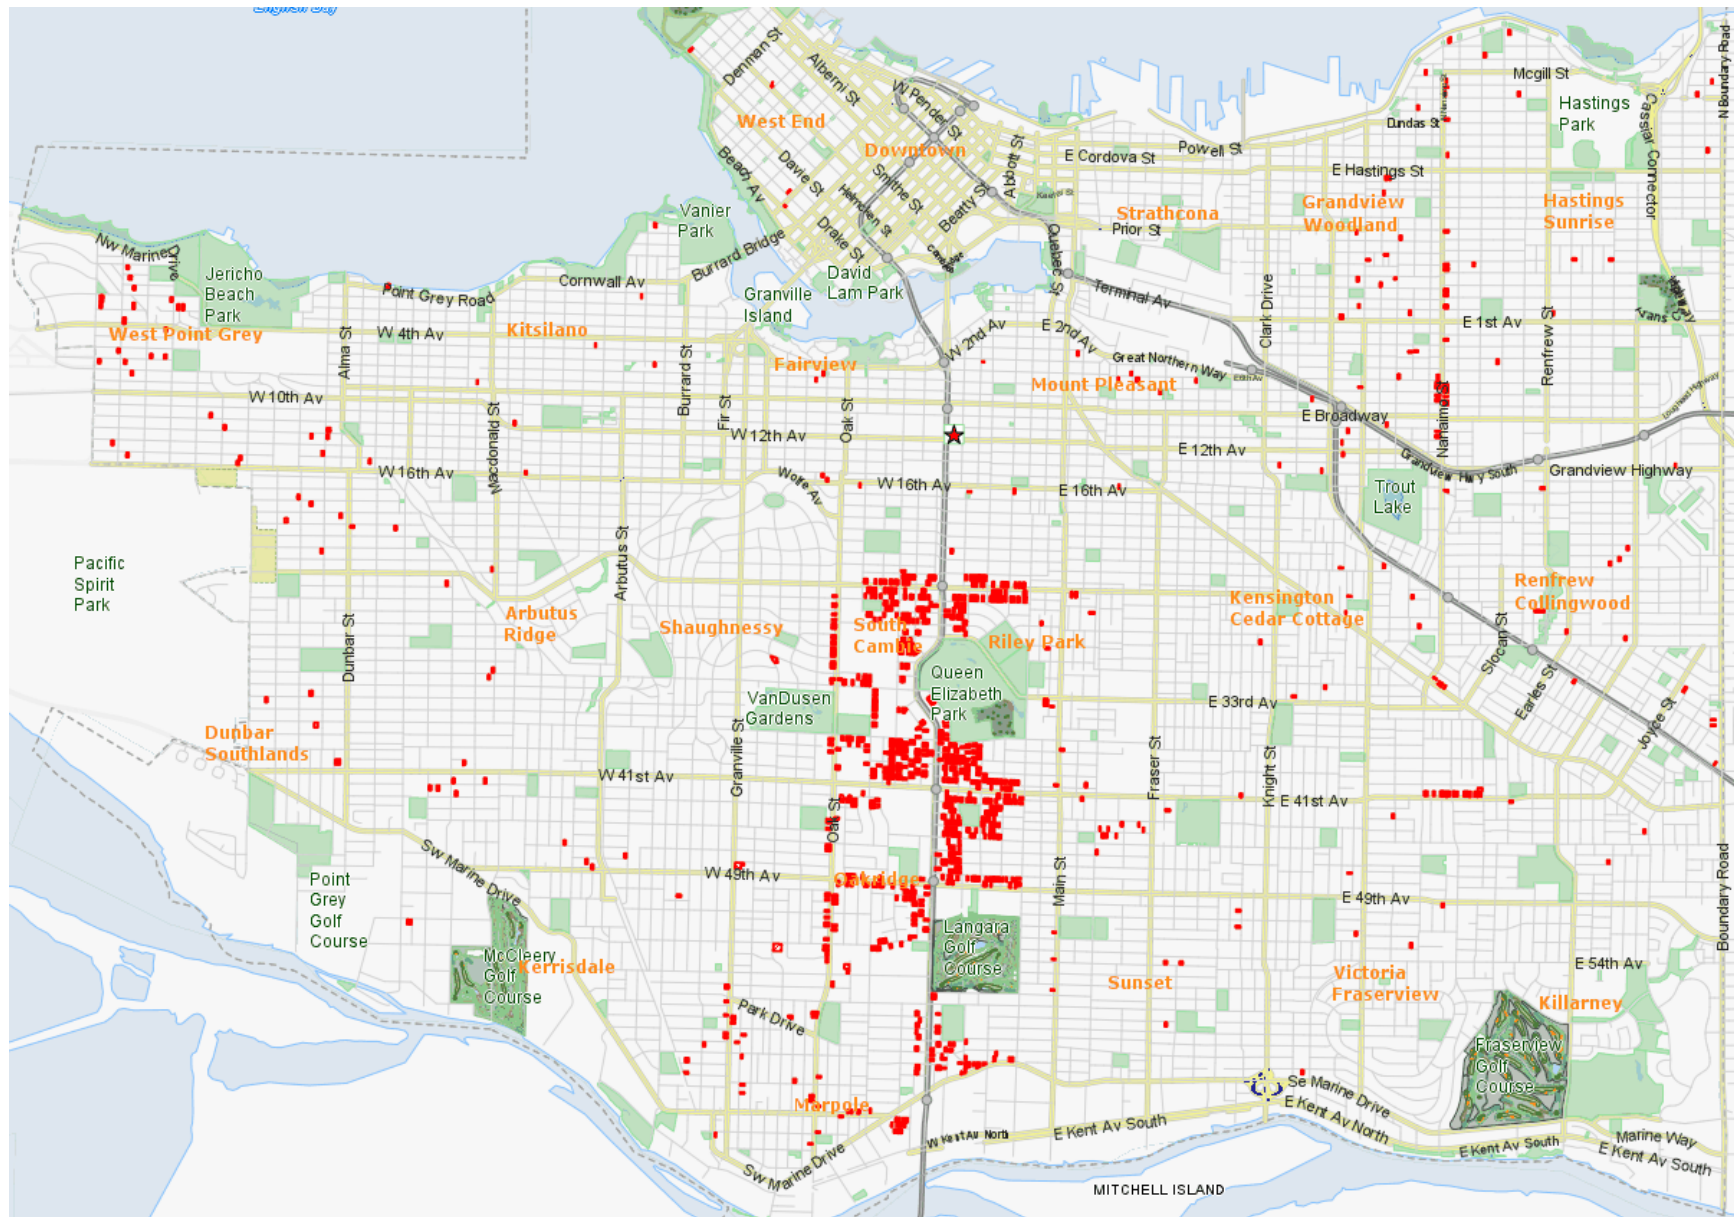 English Bay
Denman St
Alberni St
W Pender St
West End
Downtown
Beach Av
Davie St
Smithe St
Helmcken St
Drake St
Beatty St
Abbott St
E Cordova St
Powell St
Dundas St
Mcgill St
Hastings
Park
Cassiar Connector
N Boundary Road
E Hastings St
Keefer St
Strathcona
Prior St
Grandview
Woodland
Hastings
Sunrise
Quebec St
Vanier
Park
Burrard Bridge
Cambie
Bridge
David
Lam Park
Granville
Island
Nw Marine
Drive
Jericho
Beach
Park
Point Grey Road
Cornwall Av
Terminal Av
Clark Drive
West Point Grey
W 4th Av
Kitsilano
Alma St
W 2nd Av
E 2nd Av
E 1st Av
Renfrew St
Great Northern Way
Fairview
Mount Pleasant
E 6th Av
Burrard St
Fir St
Oak St
W 10th Av
Macdonald St
W 12th Av
E Broadway
E 12th Av
Nanaimo St
Lougheed Highway
Grandview Hwy South
Grandview Highway
W 16th Av
Wolfe Av
W 16th Av
E 16th Av
Trout
Lake
Pacific
Spirit
Park
Arbutus St
Arbutus
Ridge
Shaughnessy
South
Cambie
Riley Park
Kensington
Cedar Cottage
Renfrew
Collingwood
Slocan St
Earles St
Joyce St
Dunbar St
Queen
Elizabeth
Park
VanDusen
Gardens
E 33rd Av
Dunbar
Southlands
Granville St
W 41st Av
Oak St
Fraser St
Knight St
E 41st Av
Main St
Sw Marine Drive
W 49th Av
Oakridge
E 49th Av
Boundary Road
Point
Grey
Golf
Course
McCleery
Golf
Course
Kerrisdale
Langara
Golf
Course
Sunset
Victoria
Fraserview
E 54th Av
Killarney
Park Drive
Fraserview
Golf
Course
Marpole
Se Marine Drive
E Kent Av North
E Kent Av South
W Kent Av North
E Kent Av South
Marine Way
E Kent Av South
Sw Marine Drive
MITCHELL ISLAND